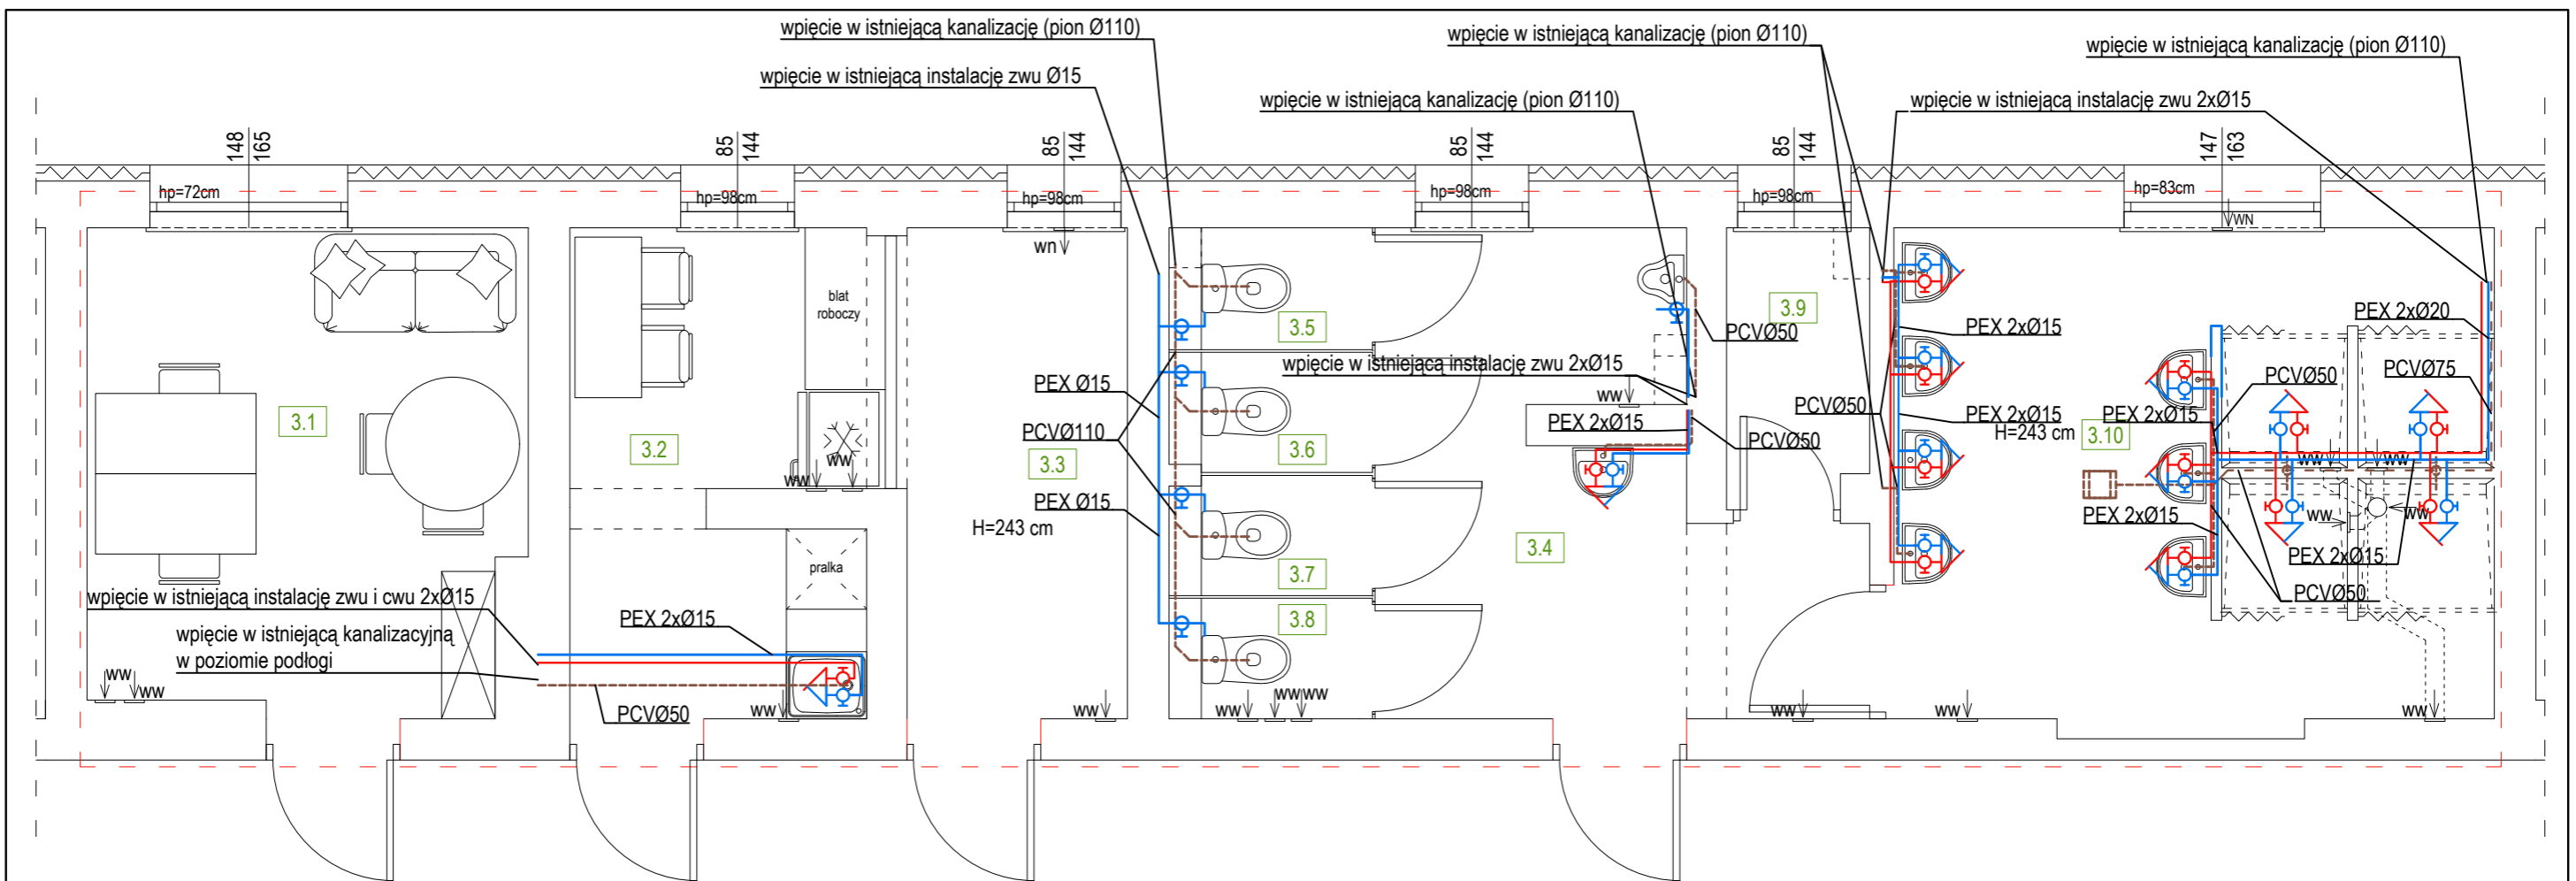 wpięcie w istniejącą kanalizację (pion Ø110)
wpięcie w istniejącą kanalizację (pion Ø110)
wpięcie w istniejącą kanalizację (pion Ø110)
wpięcie w istniejącą instalację zwu Ø15
wpięcie w istniejącą kanalizację (pion Ø110)
wpięcie w istniejącą instalację zwu 2xØ15
148
165
85
144
85
144
85
144
85
144
147
163
hp=72cm
hp=98cm
hp=98cm
hp=98cm
hp=98cm
hp=83cm
wn
WN
blat
roboczy
3.5
3.9
PCVØ50
PEX 2xØ15
PEX 2xØ20
wpięcie w istniejącą instalację zwu 2xØ15
PCVØ50
PCVØ75
PEX Ø15
ww
PCVØ50
PEX 2xØ15
PEX 2xØ15
H=243 cm
PEX 2xØ15
3.1
3.2
PCVØ110
3.3
3.6
PCVØ50
3.10
ww
ww
ww
ww
PEX Ø15
H=243 cm
PEX 2xØ15
ww
ww
3.4
PEX 2xØ15
pralka
3.7
PCVØ50
wpięcie w istniejącą instalację zwu i cwu 2xØ15
PEX 2xØ15
3.8
wpięcie w istniejącą kanalizacyjną
w poziomie podłogi
ww
ww
PCVØ50
ww
ww
ww
ww
ww
ww
ww
ww